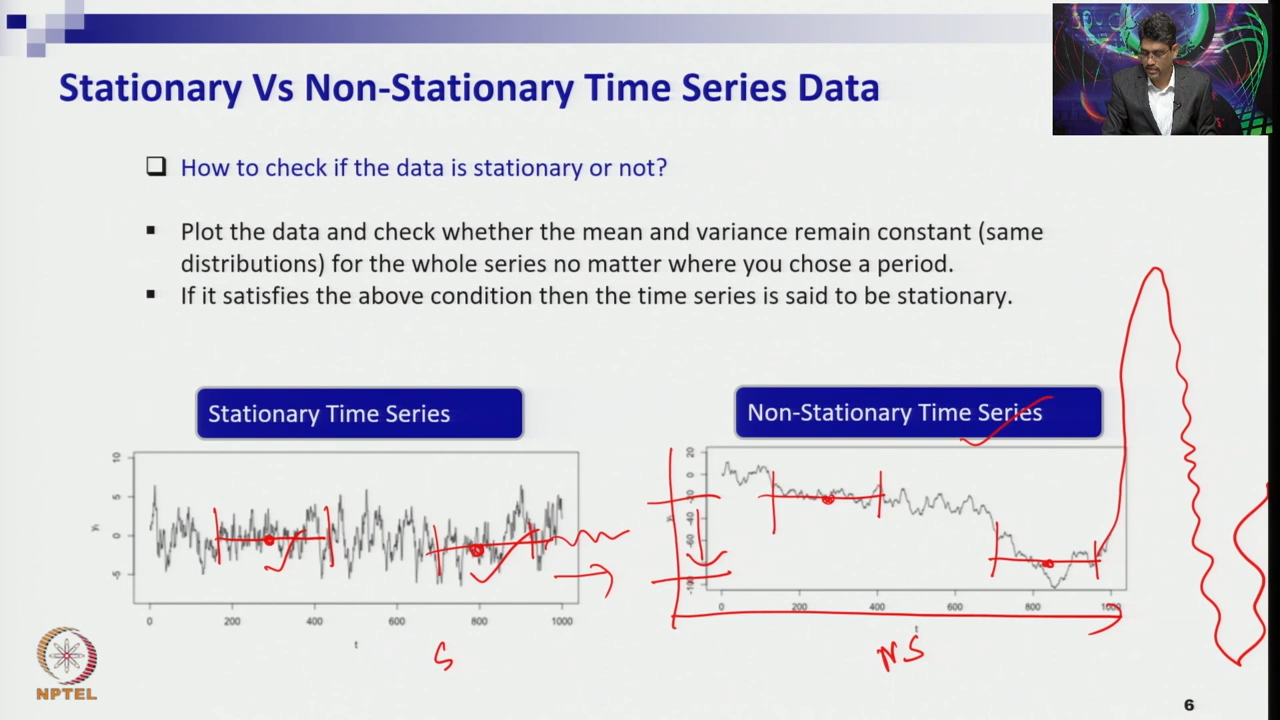 Stationary Vs Non-Stationary Time Series Data
How to check if the data is stationary or not?
Plot the data and check whether the mean and variance remain constant (same
distributions) for the whole series no matter where you chose a period.
If it satisfies the above condition then the time series is said to be stationary.
Stationary Time Series
10
5
0
-5
0 200 400 600 800 1000
t
S
Non-Stationary Time Series
20
0
-40
-60
-100
0 200 400 600 800 1000
t
NS
NPTEL
6